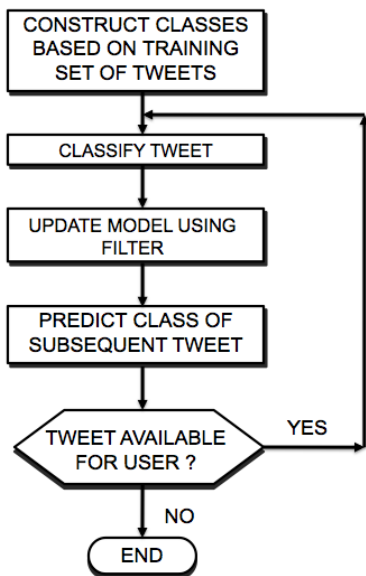 CONSTRUCT CLASSES
BASED ON TRAINING
SET OF TWEETS
CLASSIFY TWEET
UPDATE MODEL USING
FILTER
PREDICT CLASS OF
SUBSEQUENT TWEET
TWEET AVAILABLE
FOR USER ?
YES
NO
END